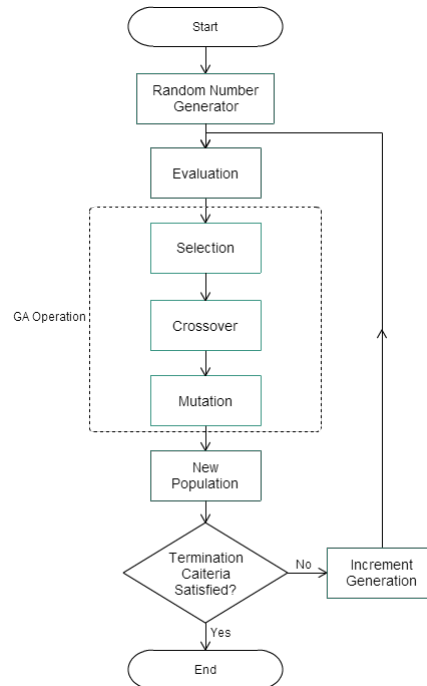 Start
Random Number
Generator
Evaluation
Selection
GA Operation
Crossover
Mutation
New
Population
Termination
Caiteria
Satisfied?
No
Increment
Generation
Yes
End